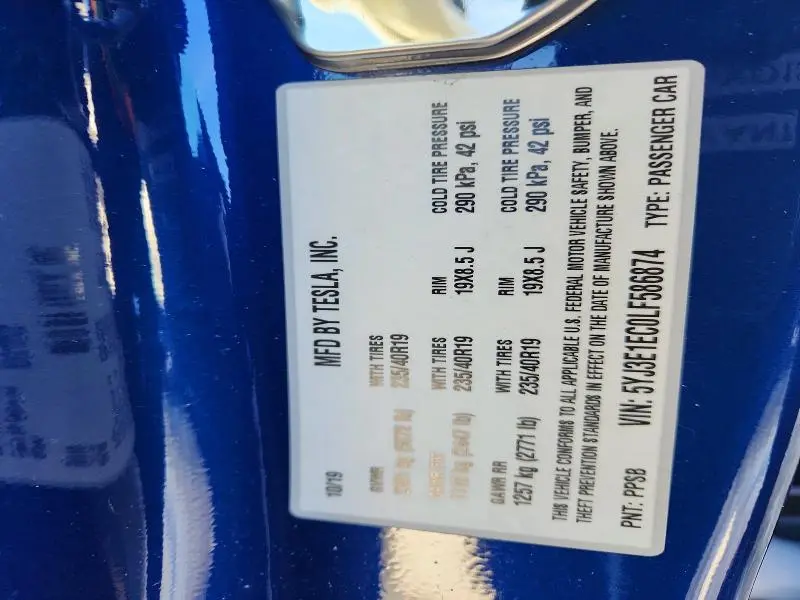 10/19 MFD BY TESLA, INC.
GVWR WITH TIRES
235/40R19
WITH TIRES RIM COLD TIRE PRESSURE
235/40R19 19X8.5 J 290 kPa, 42 psi
GAWR RR WITH TIRES RIM COLD TIRE PRESSURE
1257 kg (2771 lb) 235/40R19 19X8.5 J 290 kPa, 42 psi
THIS VEHICLE CONFORMS TO ALL APPLICABLE U.S. FEDERAL MOTOR VEHICLE SAFETY, BUMPER, AND
THEFT PREVENTION STANDARDS IN EFFECT ON THE DATE OF MANUFACTURE SHOWN ABOVE.
PNT: PPSB VIN: 5YJ3E1EC0LF586874 TYPE: PASSENGER CAR